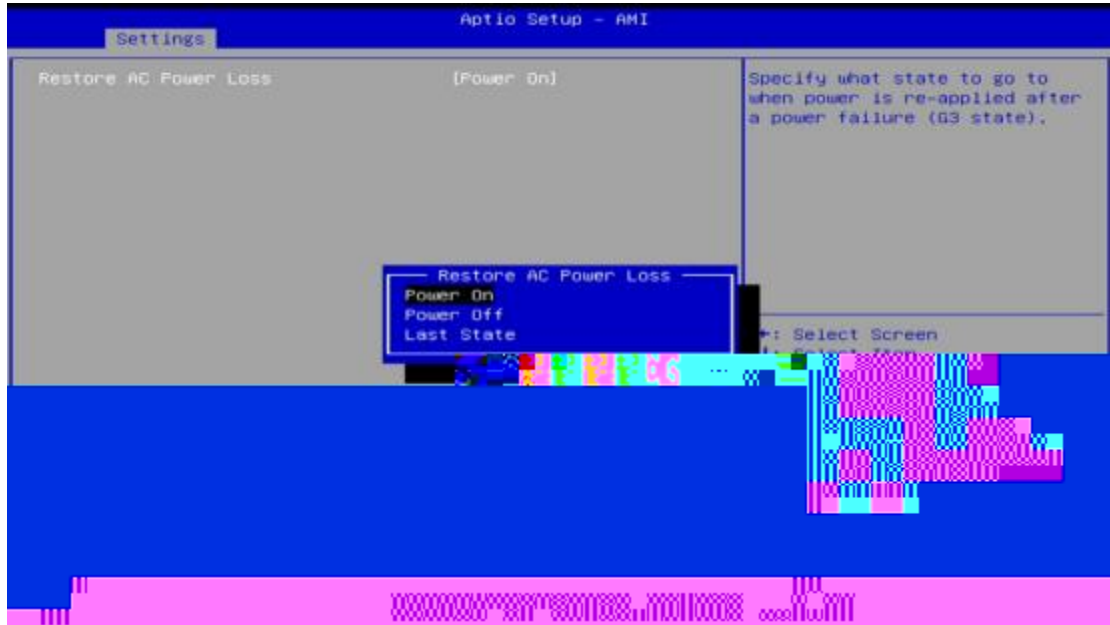 Aptio Setup - AMI
Settings
Restore AC Power Loss [Power On]
Specify what state to go to
when power is re-applied after
a power failure (G3 state).
Restore AC Power Loss
Power On
Power Off
Last State
←: Select Screen